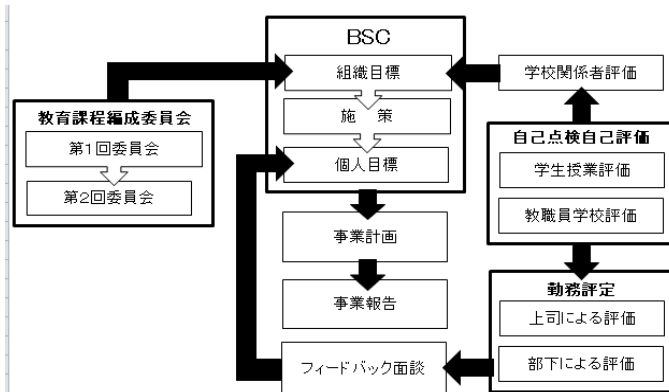 BSC
組織目標
施　策
個人目標
学校関係者評価
教育課程編成委員会
第1回委員会
第2回委員会
自己点検自己評価
学生授業評価
教職員学校評価
事業計画
事業報告
勤務評定
上司による評価
部下による評価
フィードバック面談